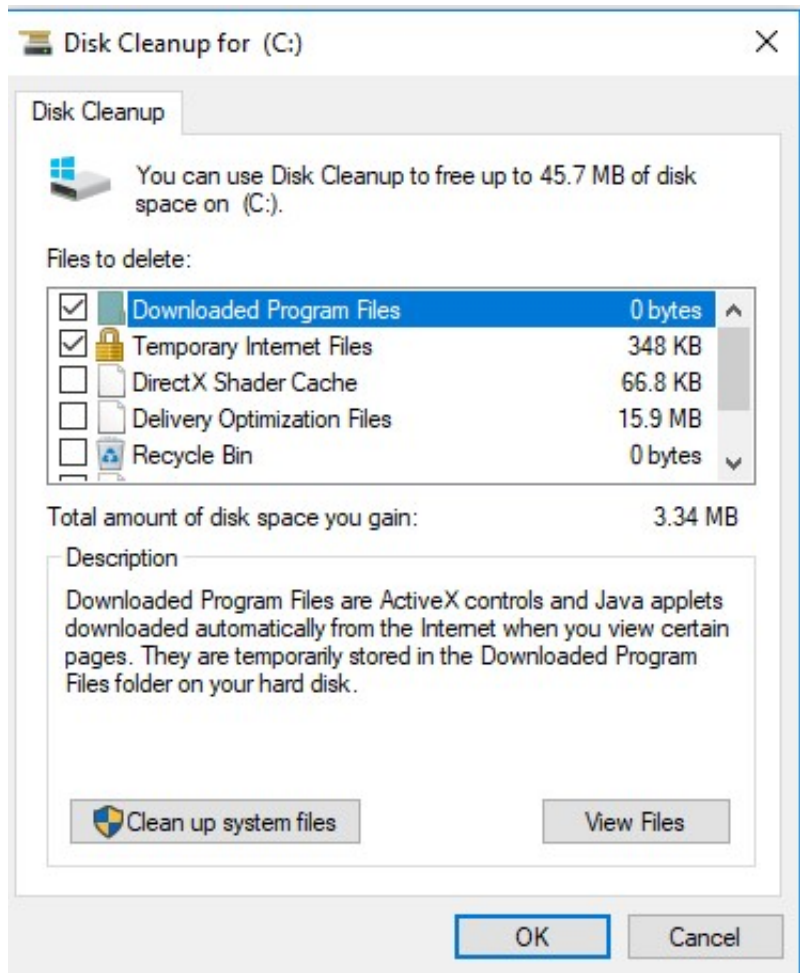 Disk Cleanup for (C:)
Disk Cleanup
You can use Disk Cleanup to free up to 45.7 MB of disk
space on (C:).
Files to delete:
Downloaded Program Files 0 bytes
Temporary Internet Files 348 KB
DirectX Shader Cache 66.8 KB
Delivery Optimization Files 15.9 MB
Recycle Bin 0 bytes
Total amount of disk space you gain: 3.34 MB
Description
Downloaded Program Files are ActiveX controls and Java applets
downloaded automatically from the Internet when you view certain
pages. They are temporarily stored in the Downloaded Program
Files folder on your hard disk.
Clean up system files View Files
OK Cancel